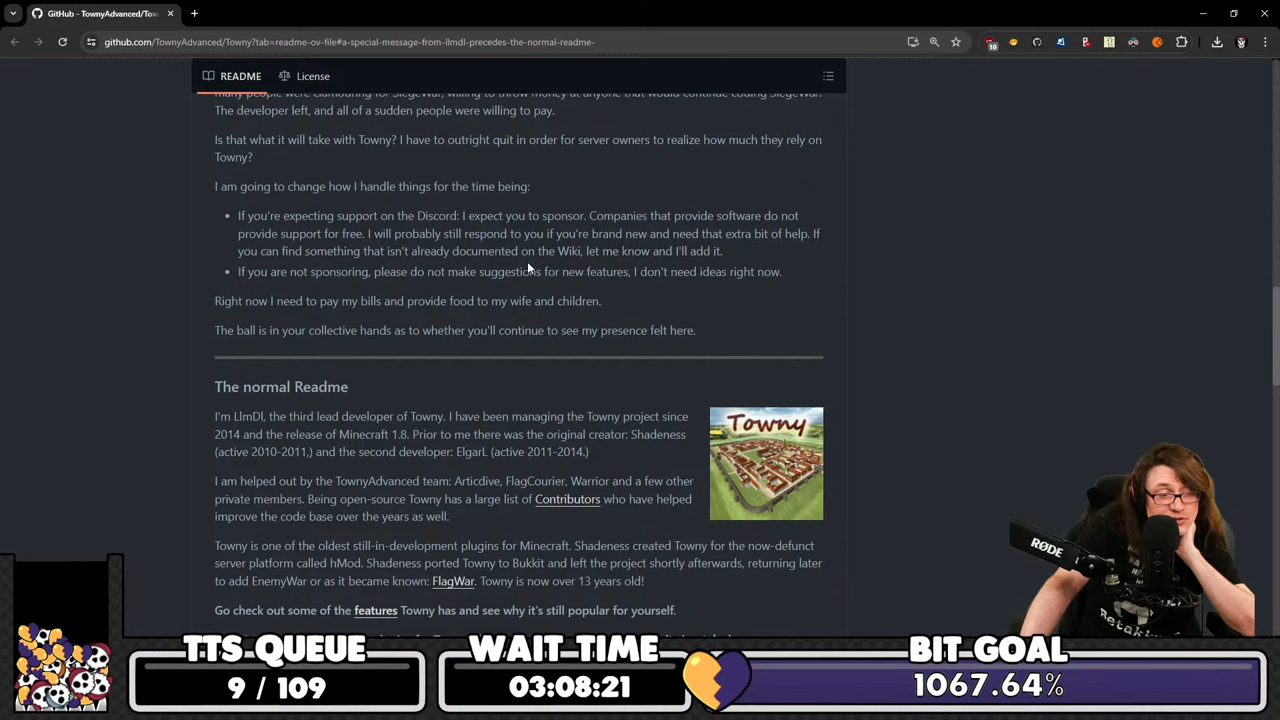 GitHub - TownyAdvanced/Tow
github.com/TownyAdvanced/Towny?tab=readme-ov-file#a-special-message-from-llmdl-precedes-the-normal-readme-
10
README
License
many people were clamouring for SiegeWar, willing to throw money at anyone that would continue coding SiegeWar.
The developer left, and all of a sudden people were willing to pay.
Is that what it will take with Towny? I have to outright quit in order for server owners to realize how much they rely on
Towny?
I am going to change how I handle things for the time being:
If you're expecting support on the Discord: I expect you to sponsor. Companies that provide software do not
provide support for free. I will probably still respond to you if you're brand new and need that extra bit of help. If
you can find something that isn't already documented on the Wiki, let me know and I'll add it.
If you are not sponsoring, please do not make suggestions for new features, I don't need ideas right now.
Right now I need to pay my bills and provide food to my wife and children.
The ball is in your collective hands as to whether you'll continue to see my presence felt here.
The normal Readme
I'm LlmDl, the third lead developer of Towny. I have been managing the Towny project since
2014 and the release of Minecraft 1.8. Prior to me there was the original creator: Shadeness
(active 2010-2011,) and the second developer: ElgarL (active 2011-2014.)
Towny
I am helped out by the TownyAdvanced team: Articdive, FlagCourier, Warrior and a few other
private members. Being open-source Towny has a large list of Contributors who have helped
improve the code base over the years as well.
Towny is one of the oldest still-in-development plugins for Minecraft. Shadeness created Towny for the now-defunct
server platform called hMod. Shadeness ported Towny to Bukkit and left the project shortly afterwards, returning later
to add EnemyWar or as it became known: FlagWar. Towny is now over 13 years old!
Go check out some of the features Towny has and see why it's still popular for yourself.
RØDE
TTS QUEUE
9 / 109
WAIT TIME
03:08:21
BIT GOAL
1067.64%